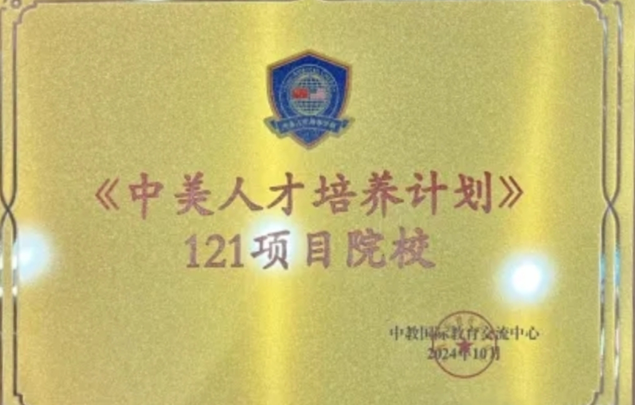 《中美人才培养计划》
121项目院校
中教国际教育交流中心
2024年10月